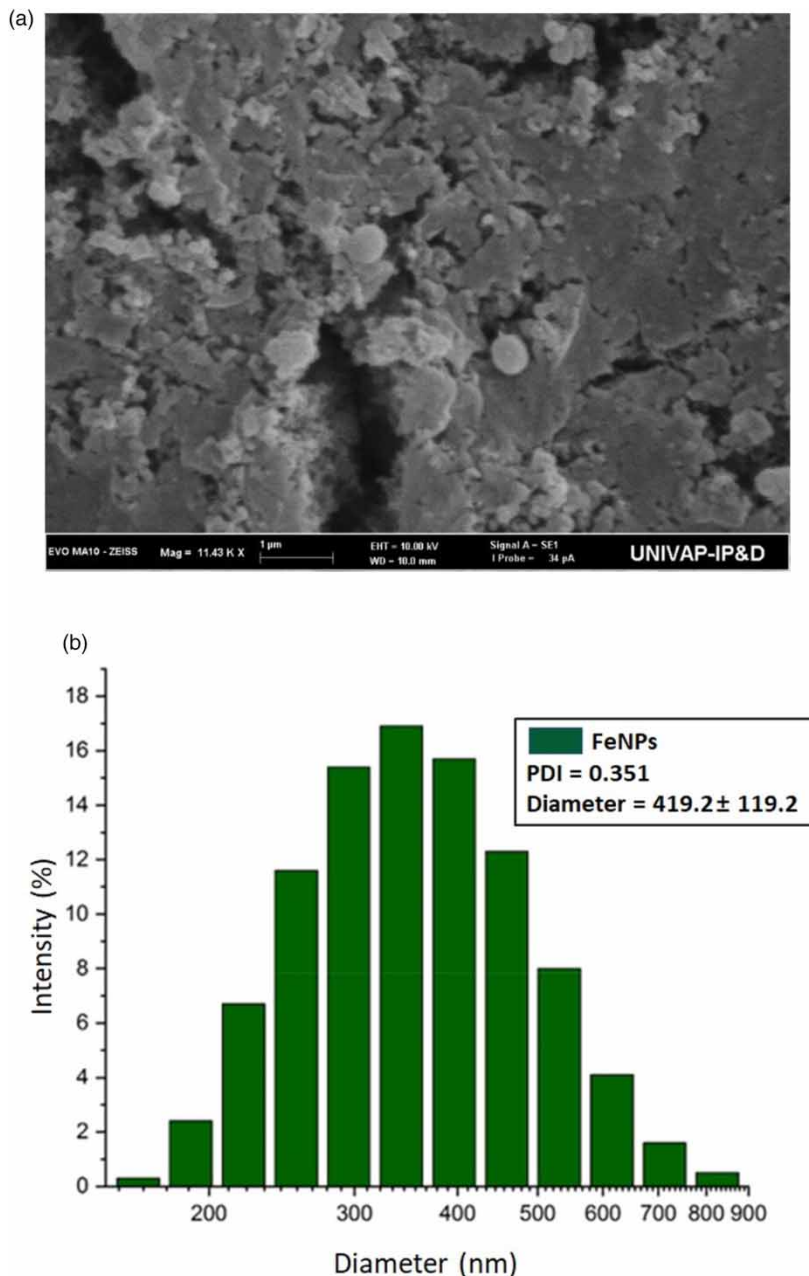 (a)
EVO MA10 - ZEISS
Mag = 11.43 K X
1 µm
EHT = 10.00 kV
WD = 10.0 mm
Signal A = SE1
I Probe = 34 pA
UNIVAP-IP&D
(b)
18
16
14
12
10
8
6
4
2
0
Intensity (%)
FeNPs
PDI = 0.351
Diameter = 419.2± 119.2
200 300 400 500 600 700 800 900
Diameter (nm)